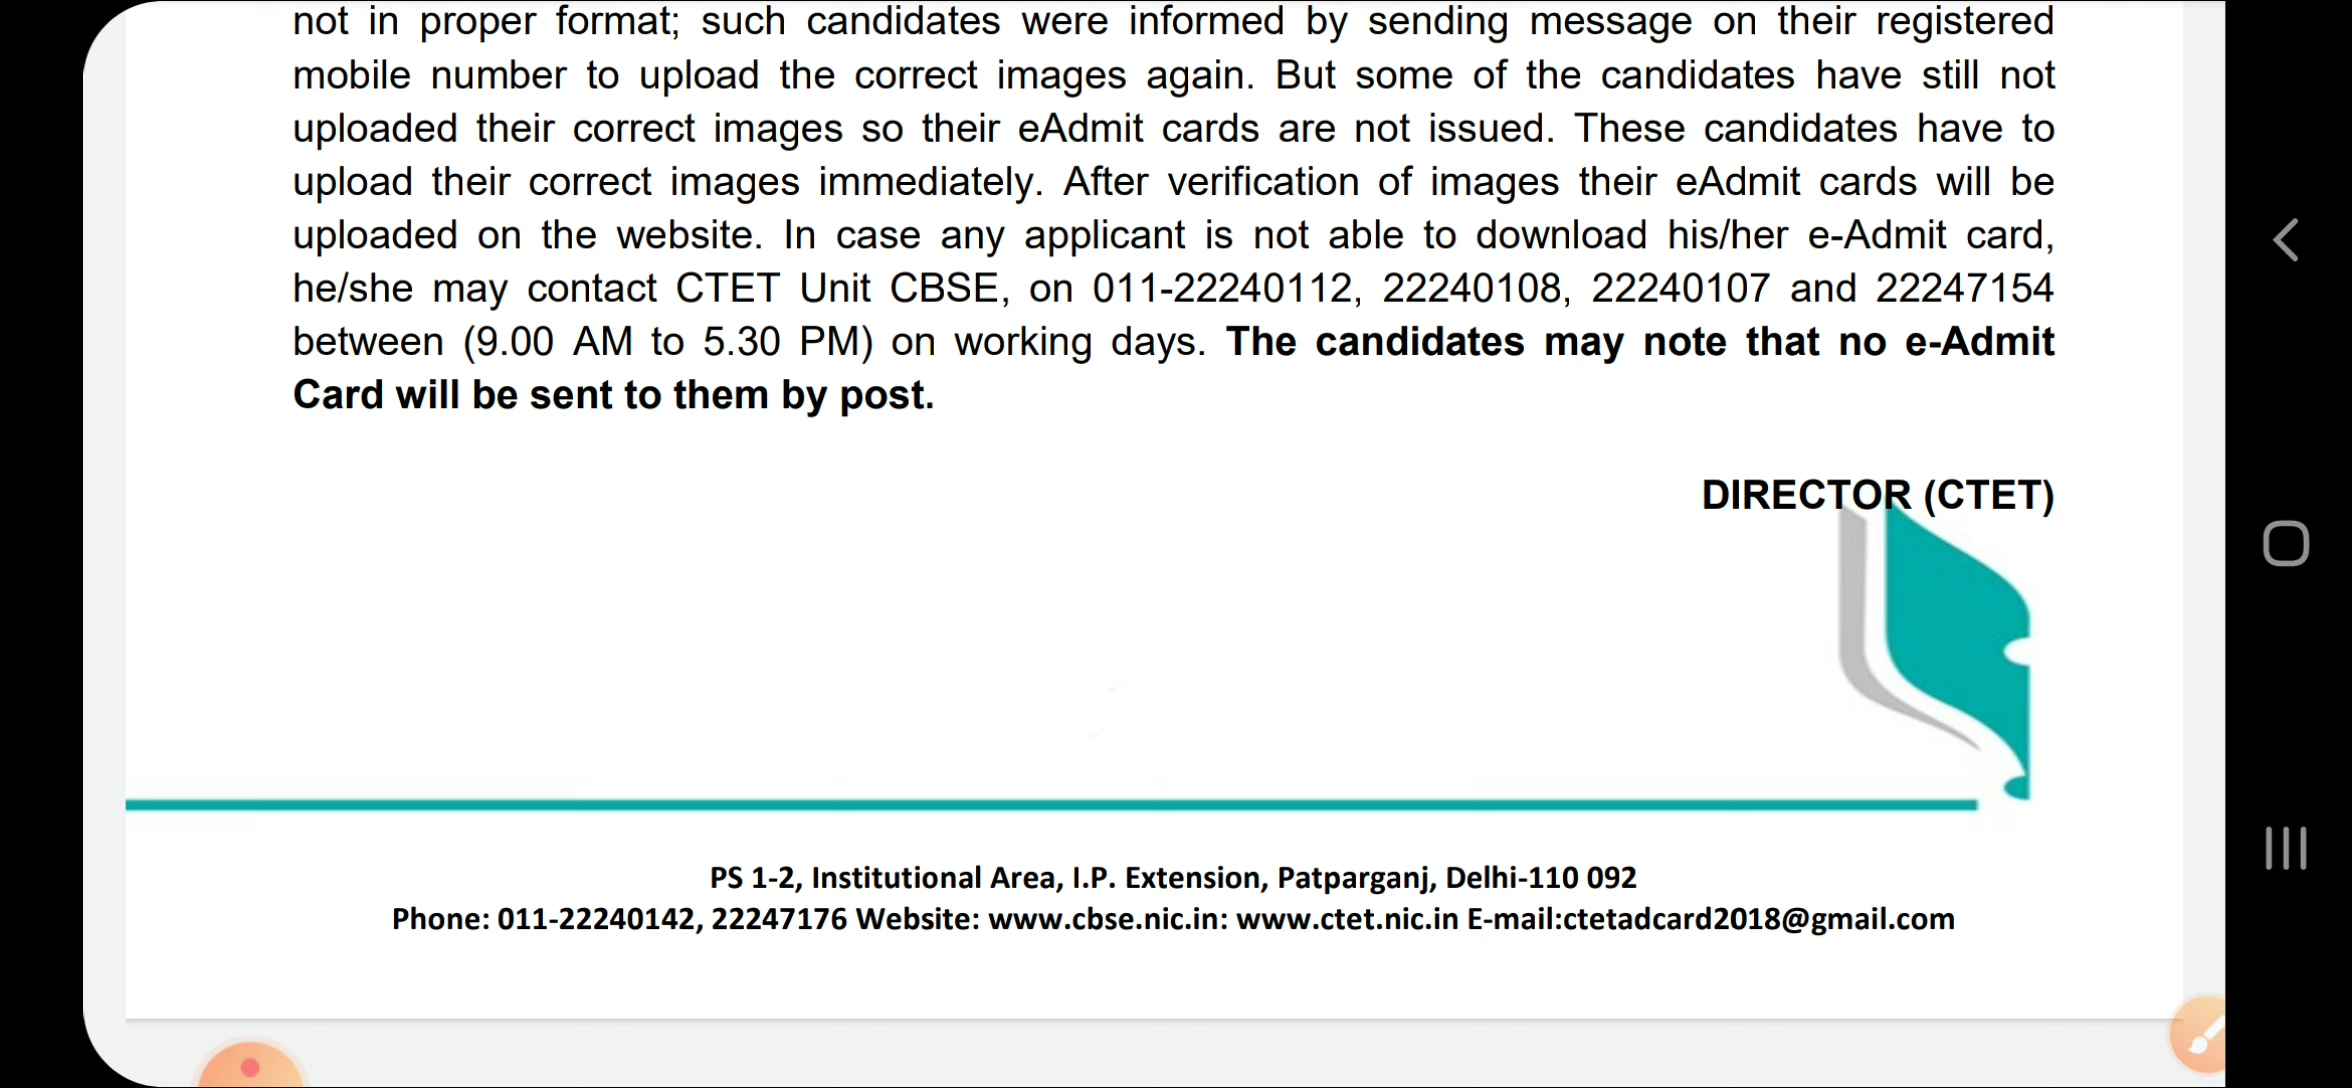 not in proper format; such candidates were informed by sending message on their registered
mobile number to upload the correct images again. But some of the candidates have still not
uploaded their correct images so their eAdmit cards are not issued. These candidates have to
upload their correct images immediately. After verification of images their eAdmit cards will be
uploaded on the website. In case any applicant is not able to download his/her e-Admit card,
he/she may contact CTET Unit CBSE, on 011-22240112, 22240108, 22240107 and 22247154
between (9.00 AM to 5.30 PM) on working days. The candidates may note that no e-Admit
Card will be sent to them by post.
DIRECTOR (CTET)
PS 1-2, Institutional Area, I.P. Extension, Patparganj, Delhi-110 092
Phone: 011-22240142, 22247176 Website: www.cbse.nic.in: www.ctet.nic.in E-mail:ctetadcard2018@gmail.com